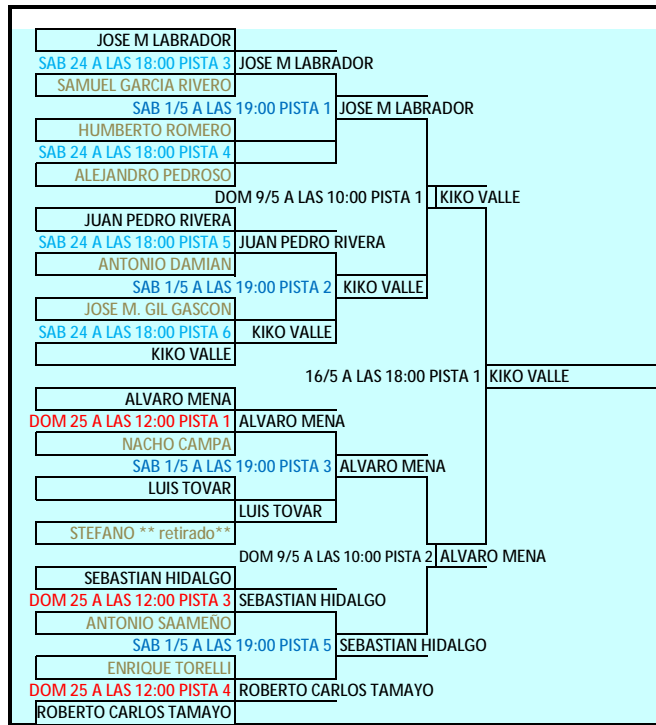 JOSE M LABRADOR
SAB 24 A LAS 18:00 PISTA 3 JOSE M LABRADOR
SAMUEL GARCIA RIVERO
SAB 1/5 A LAS 19:00 PISTA 1 JOSE M LABRADOR
HUMBERTO ROMERO
SAB 24 A LAS 18:00 PISTA 4
ALEJANDRO PEDROSO
DOM 9/5 A LAS 10:00 PISTA 1 KIKO VALLE
JUAN PEDRO RIVERA
SAB 24 A LAS 18:00 PISTA 5 JUAN PEDRO RIVERA
ANTONIO DAMIAN
SAB 1/5 A LAS 19:00 PISTA 2 KIKO VALLE
JOSE M. GIL GASCON
SAB 24 A LAS 18:00 PISTA 6 KIKO VALLE
KIKO VALLE
16/5 A LAS 18:00 PISTA 1 KIKO VALLE
ALVARO MENA
DOM 25 A LAS 12:00 PISTA 1 ALVARO MENA
NACHO CAMPA
SAB 1/5 A LAS 19:00 PISTA 3 ALVARO MENA
LUIS TOVAR
LUIS TOVAR
STEFANO ** retirado**
DOM 9/5 A LAS 10:00 PISTA 2 ALVARO MENA
SEBASTIAN HIDALGO
DOM 25 A LAS 12:00 PISTA 3 SEBASTIAN HIDALGO
ANTONIO SAAMEÑO
SAB 1/5 A LAS 19:00 PISTA 5 SEBASTIAN HIDALGO
ENRIQUE TORELLI
DOM 25 A LAS 12:00 PISTA 4 ROBERTO CARLOS TAMAYO
ROBERTO CARLOS TAMAYO